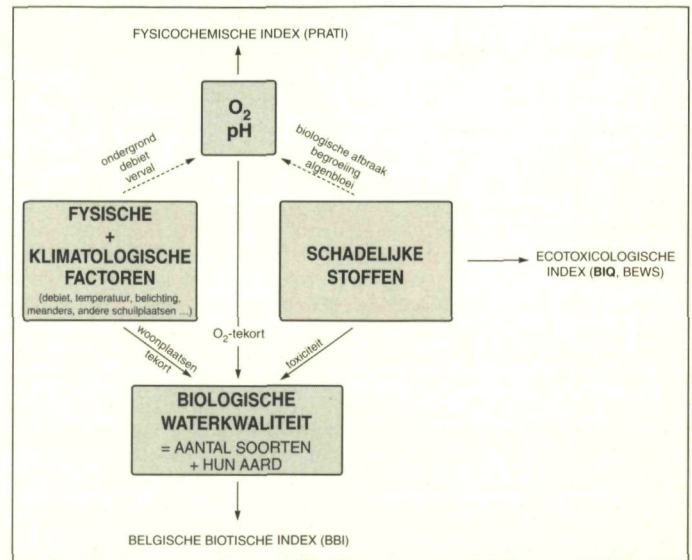 FYSICOCHEMISCHE INDEX (PRATI)
O₂
pH
ondergrond
debiet
verval
biologische afbraak
begroeiing
algenbloei
FYSISCHE
+
KLIMATOLOGISCHE
FACTOREN
(debiet, temperatuur, belichting,
meanders, andere schuilplaatsen ...)
SCHADELIJKE
STOFFEN
ECOTOXICOLOGISCHE
INDEX (BIQ, BEWS)
woonplaatsen
tekort
O₂-tekort
toxiciteit
BIOLOGISCHE
WATERKWALITEIT
= AANTAL SOORTEN
+ HUN AARD
BELGISCHE BIOTISCHE INDEX (BBI)